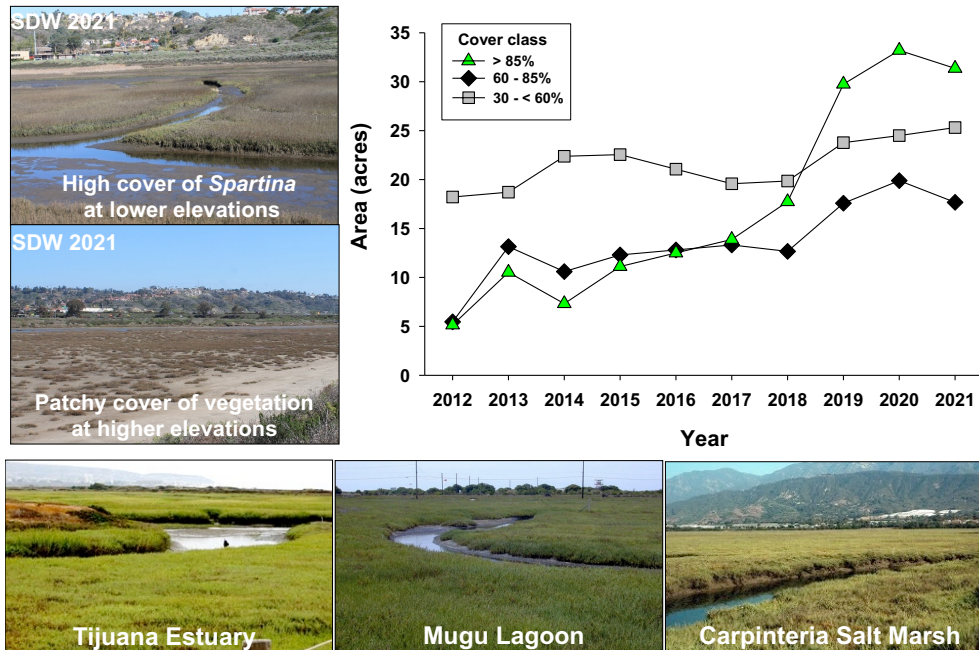 SDW 2021
High cover of Spartina
at lower elevations
SDW 2021
Patchy cover of vegetation
at higher elevations
Cover class
> 85%
60 - 85%
30 - < 60%
Area (acres)
35
30
25
20
15
10
5
0
2012 2013 2014 2015 2016 2017 2018 2019 2020 2021
Year
Tijuana Estuary
Mugu Lagoon
Carpinteria Salt Marsh